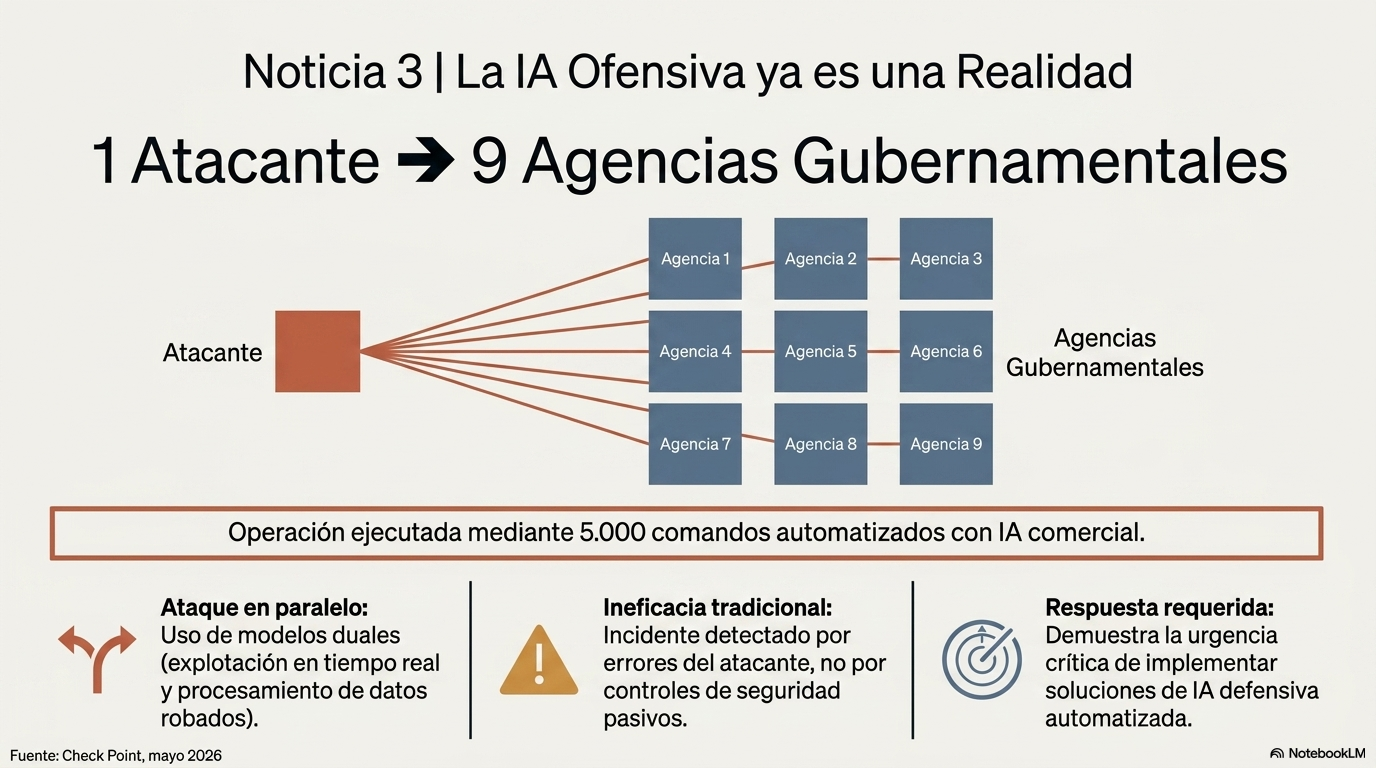 Noticia 3 | La IA Ofensiva ya es una Realidad
1 Atacante ➔ 9 Agencias Gubernamentales
Agencia 1
Agencia 2
Agencia 3
Atacante
Agencia 4
Agencia 5
Agencia 6
Agencias
Gubernamentales
Agencia 7
Agencia 8
Agencia 9
Operación ejecutada mediante 5.000 comandos automatizados con IA comercial.
Ataque en paralelo:
Uso de modelos duales
(explotación en tiempo real
y procesamiento de datos
robados).
Ineficacia tradicional:
Incidente detectado por
errores del atacante, no por
controles de seguridad
pasivos.
Respuesta requerida:
Demuestra la urgencia
crítica de implementar
soluciones de IA defensiva
automatizada.
Fuente: Check Point, mayo 2026
NotebookLM